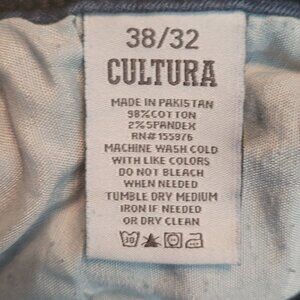 38/32
CULTURA
MADE IN PAKISTAN
98%COTTON
2%SPANDEX
RN#155976
MACHINE WASH COLD
WITH LIKE COLORS
DO NOT BLEACH
WHEN NEEDED
TUMBLE DRY MEDIUM
IRON IF NEEDED
OR DRY CLEAN
30